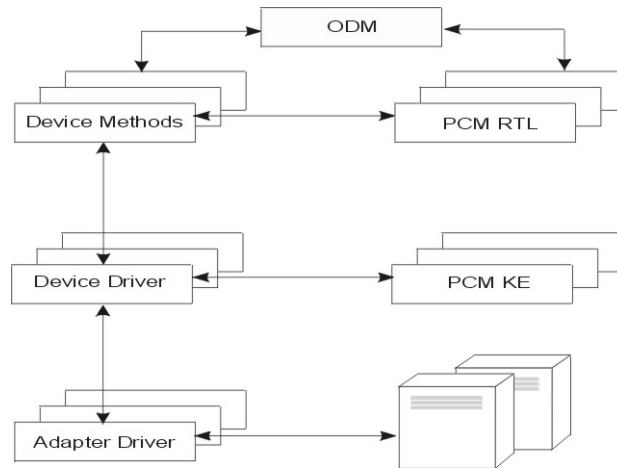 ODM
Device Methods
PCM RTL
Device Driver
PCM KE
Adapter Driver